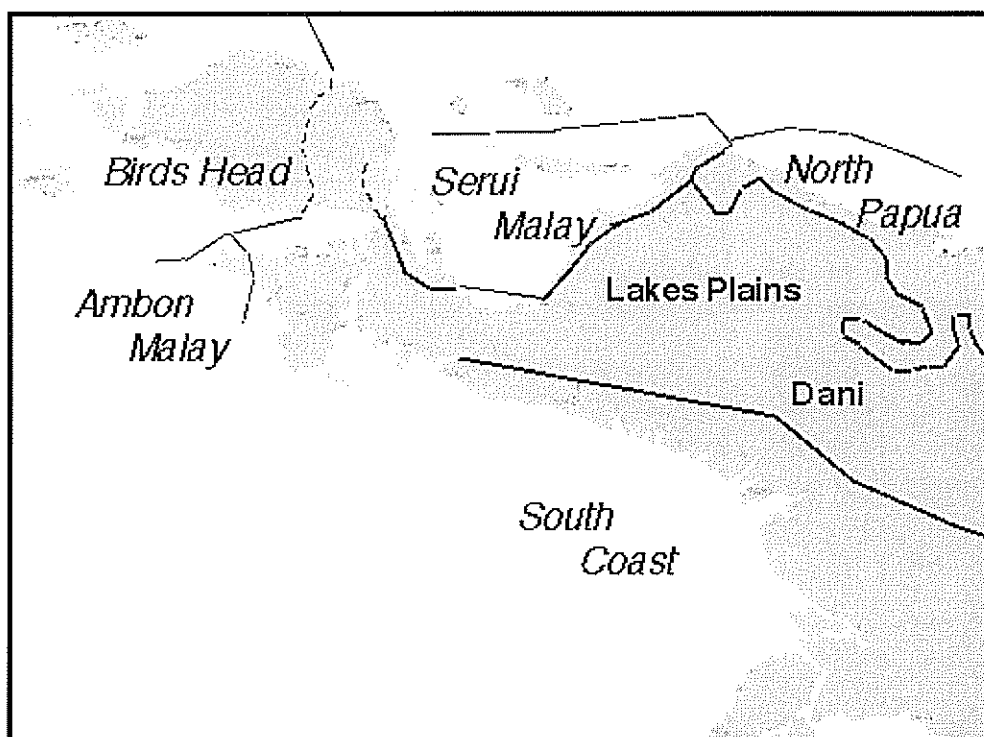 Birds Head
Serui
Malay
North
Papua
Lakes Plains
Ambon
Malay
Dani
South
Coast